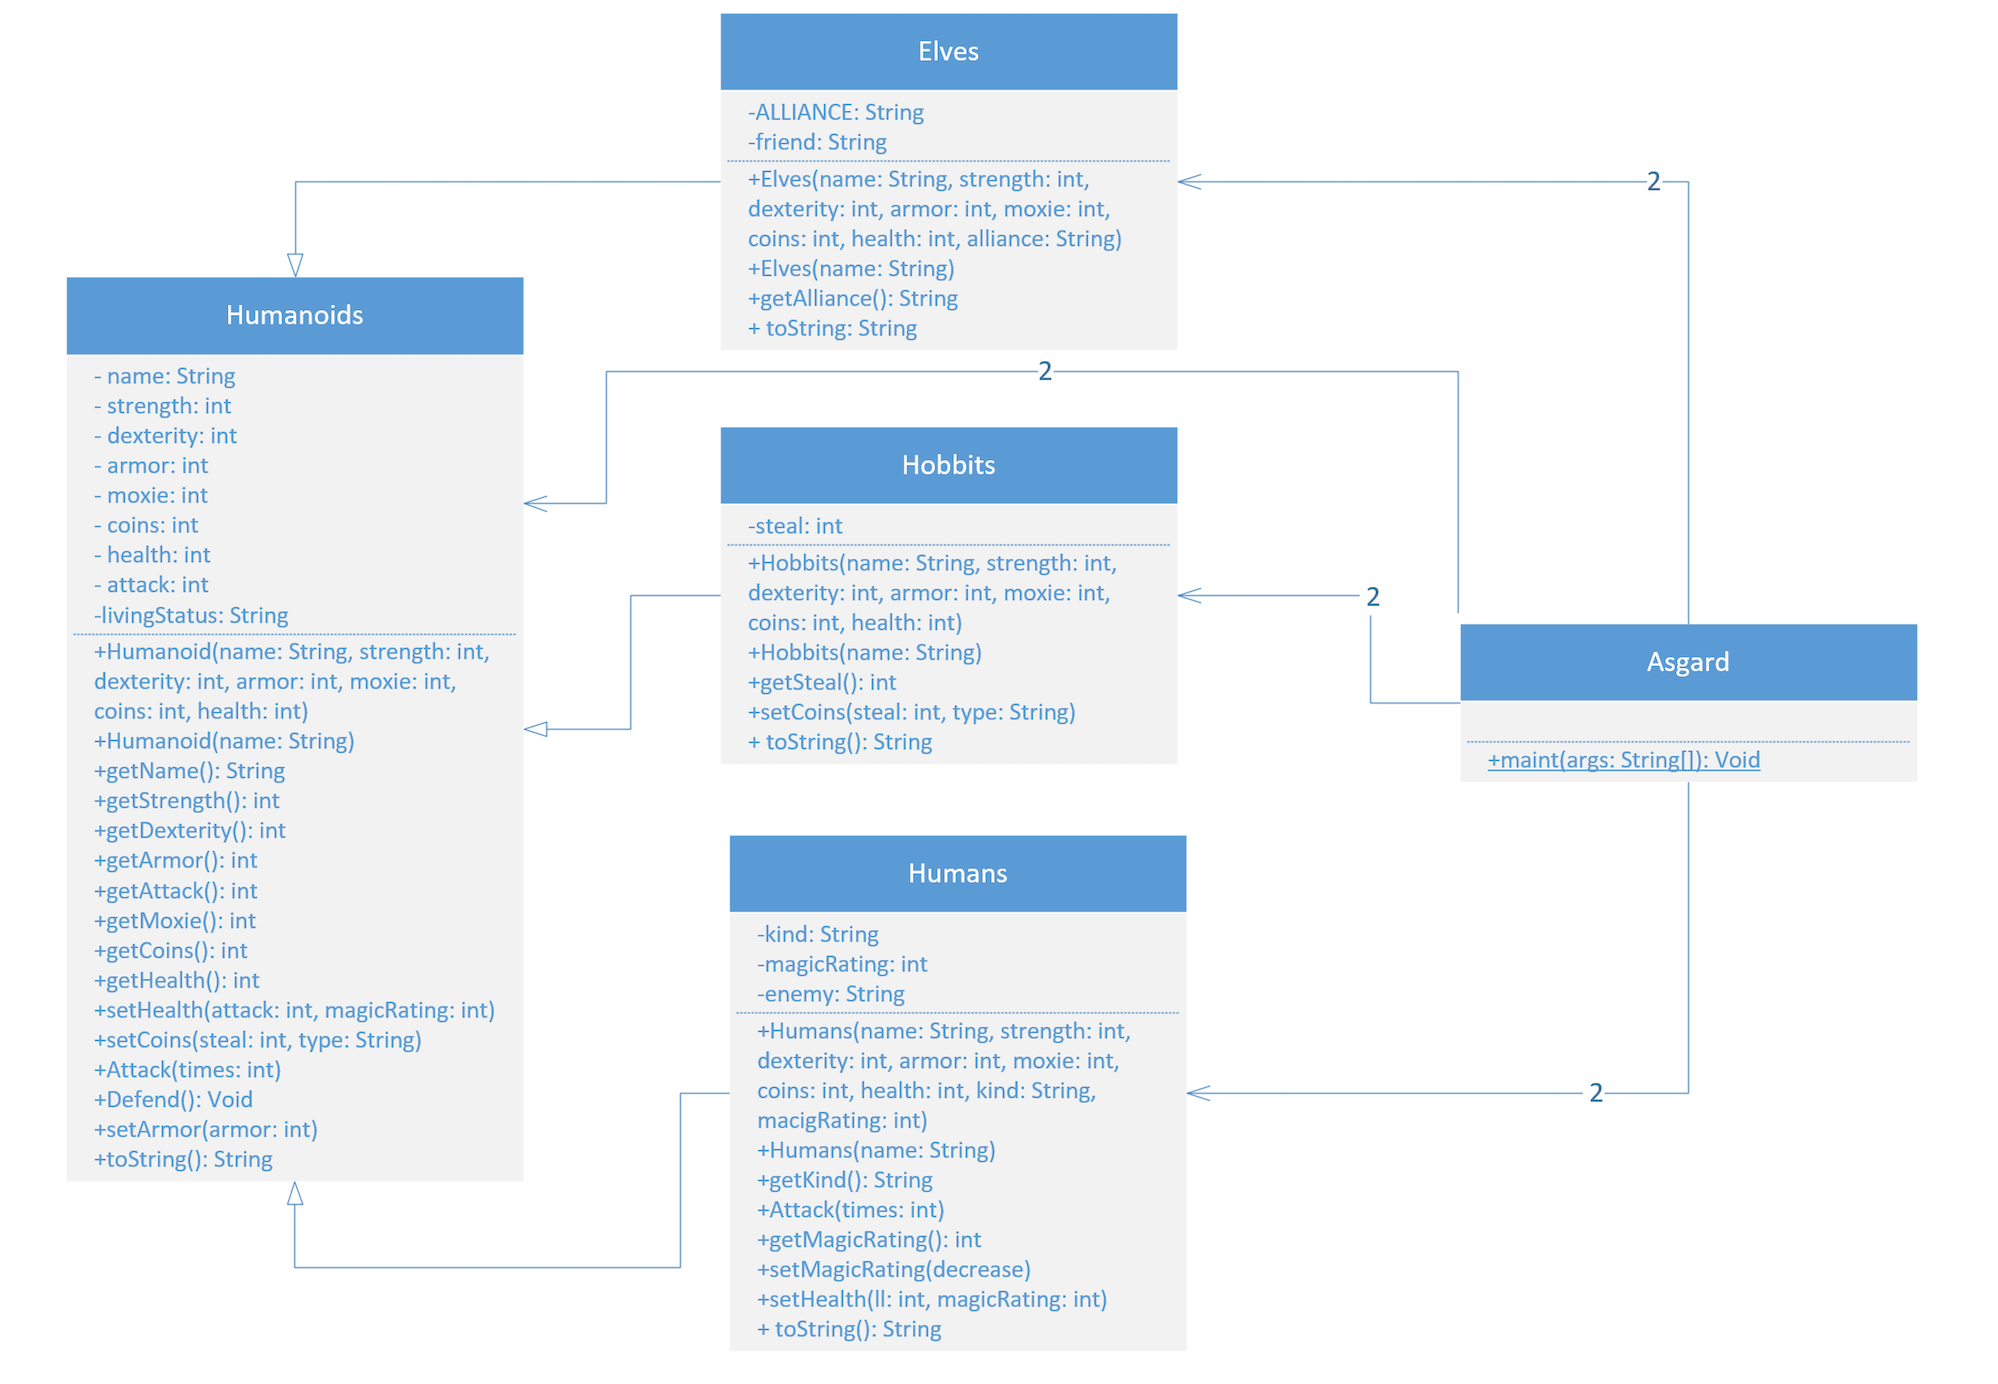 Elves
-ALLIANCE: String
-friend: String
+Elves(name: String, strength: int,
dexterity: int, armor: int, moxie: int,
coins: int, health: int, alliance: String)
+Elves(name: String)
+getAlliance(): String
+ toString: String
2
2
Humanoids
- name: String
- strength: int
- dexterity: int
- armor: int
- moxie: int
- coins: int
- health: int
- attack: int
-livingStatus: String
+Humanoid(name: String, strength: int,
dexterity: int, armor: int, moxie: int,
coins: int, health: int)
+Humanoid(name: String)
+getName(): String
+getStrength(): int
+getDexterity(): int
+getArmor(): int
+getAttack(): int
+getMoxie(): int
+getCoins(): int
+getHealth(): int
+setHealth(attack: int, magicRating: int)
+setCoins(steal: int, type: String)
+Attack(times: int)
+Defend(): Void
+setArmor(armor: int)
+toString(): String
Hobbits
-steal: int
+Hobbits(name: String, strength: int,
dexterity: int, armor: int, moxie: int,
coins: int, health: int)
+Hobbits(name: String)
+getSteal(): int
+setCoins(steal: int, type: String)
+ toString(): String
2
Asgard
+maint(args: String[]): Void
Humans
-kind: String
-magicRating: int
-enemy: String
+Humans(name: String, strength: int,
dexterity: int, armor: int, moxie: int,
coins: int, health: int, kind: String,
macigRating: int)
+Humans(name: String)
+getKind(): String
+Attack(times: int)
+getMagicRating(): int
+setMagicRating(decrease)
+setHealth(ll: int, magicRating: int)
+ toString(): String
2